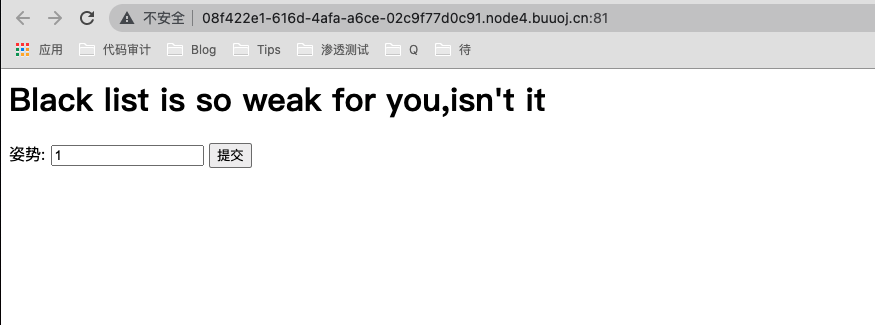 不安全 08f422e1-616d-4afa-a6ce-02c9f77d0c91.node4.buuoj.cn:81
应用 代码审计 Blog Tips 渗透测试 Q 待
Black list is so weak for you,isn't it
姿势: 1 提交